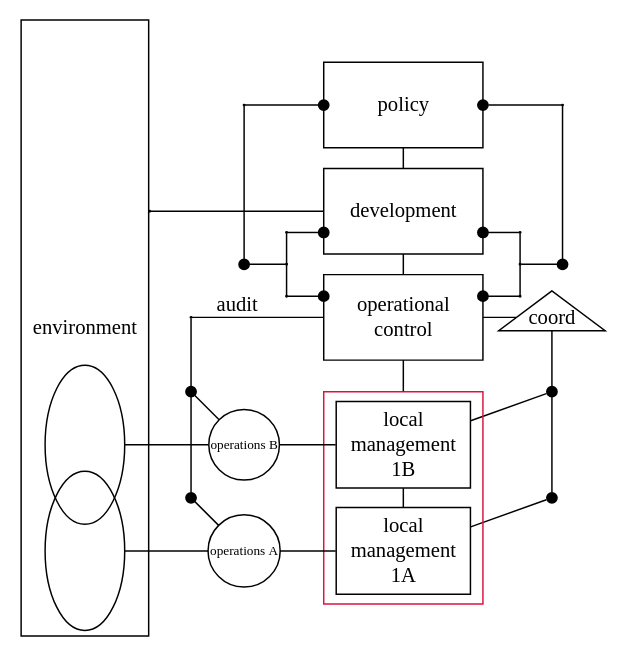 policy
development
audit
operational
control
coord
environment
local
management
1B
operations B
local
management
1A
operations A